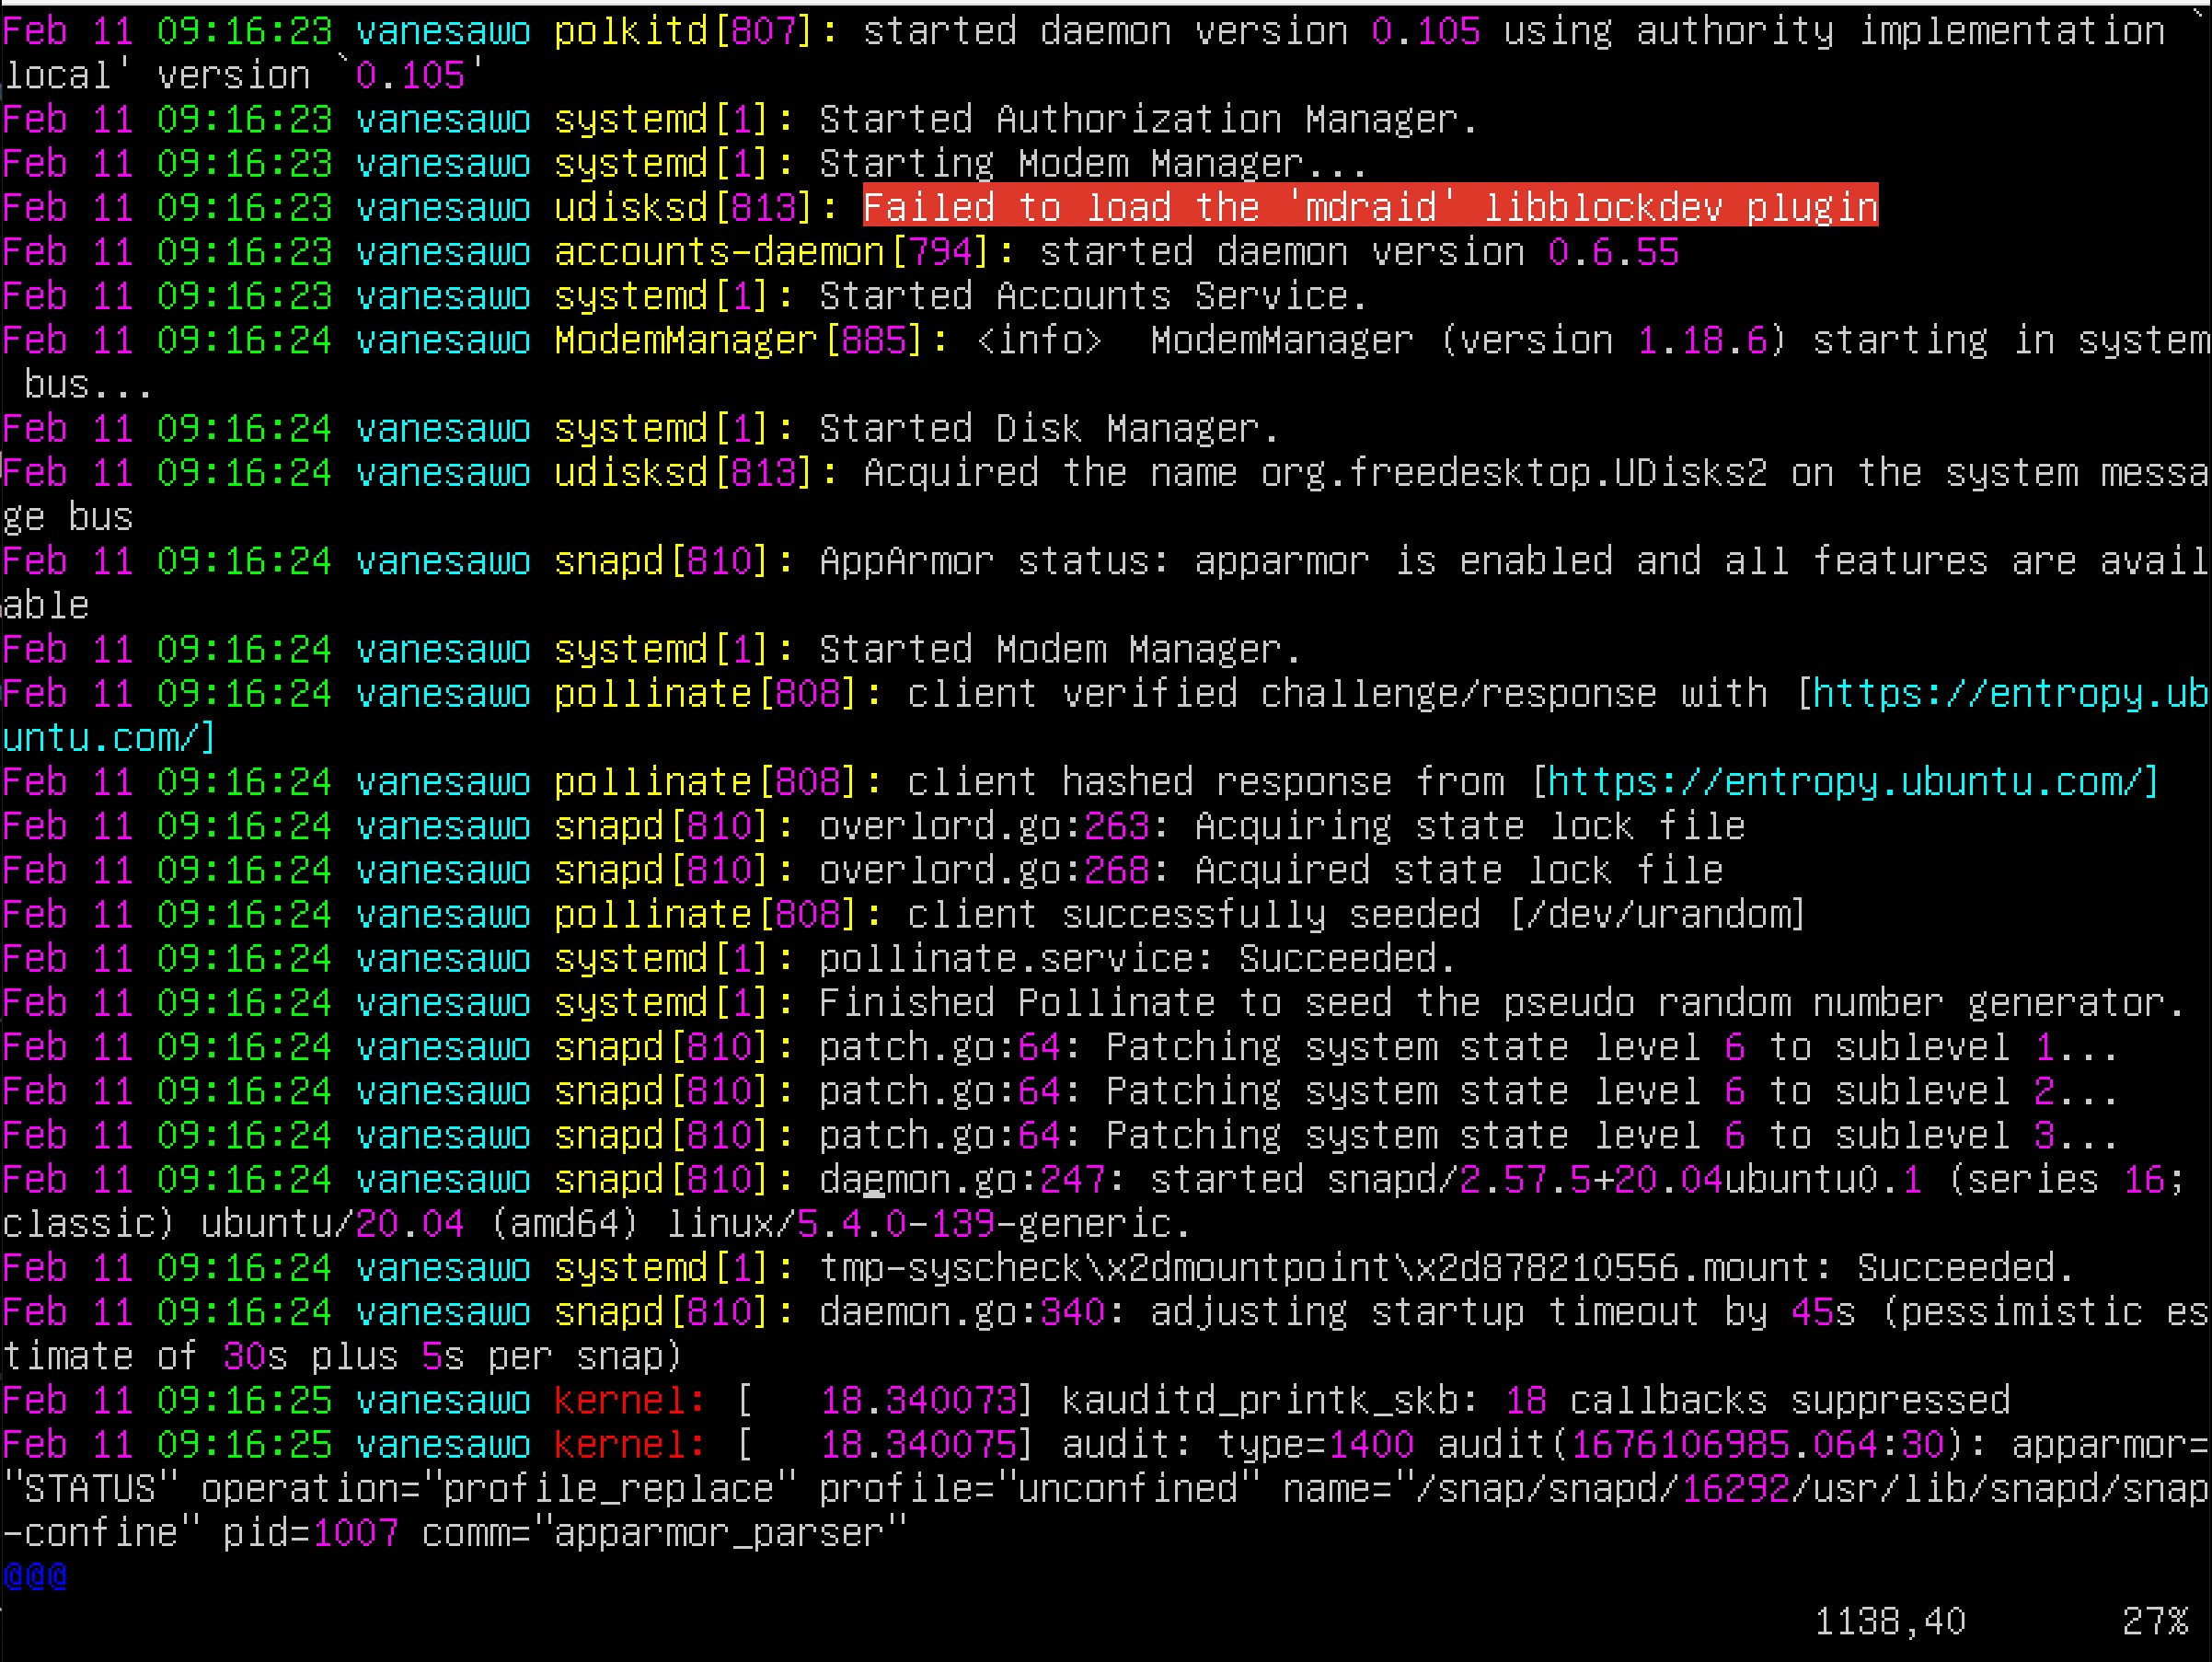 Feb 11 09:16:23 vanesawo polkitd[807]: started daemon version 0.105 using authority implementation `
local' version `0.105'
Feb 11 09:16:23 vanesawo systemd[1]: Started Authorization Manager.
Feb 11 09:16:23 vanesawo systemd[1]: Starting Modem Manager...
Feb 11 09:16:23 vanesawo udisksd[813]: Failed to load the 'mdraid' libblockdev plugin
Feb 11 09:16:23 vanesawo accounts-daemon[794]: started daemon version 0.6.55
Feb 11 09:16:23 vanesawo systemd[1]: Started Accounts Service.
Feb 11 09:16:24 vanesawo ModemManager[885]: <info>  ModemManager (version 1.18.6) starting in system
 bus...
Feb 11 09:16:24 vanesawo systemd[1]: Started Disk Manager.
Feb 11 09:16:24 vanesawo udisksd[813]: Acquired the name org.freedesktop.UDisks2 on the system messa
ge bus
Feb 11 09:16:24 vanesawo snapd[810]: AppArmor status: apparmor is enabled and all features are avail
able
Feb 11 09:16:24 vanesawo systemd[1]: Started Modem Manager.
Feb 11 09:16:24 vanesawo pollinate[808]: client verified challenge/response with [https://entropy.ub
untu.com/]
Feb 11 09:16:24 vanesawo pollinate[808]: client hashed response from [https://entropy.ubuntu.com/]
Feb 11 09:16:24 vanesawo snapd[810]: overlord.go:263: Acquiring state lock file
Feb 11 09:16:24 vanesawo snapd[810]: overlord.go:268: Acquired state lock file
Feb 11 09:16:24 vanesawo pollinate[808]: client successfully seeded [/dev/urandom]
Feb 11 09:16:24 vanesawo systemd[1]: pollinate.service: Succeeded.
Feb 11 09:16:24 vanesawo systemd[1]: Finished Pollinate to seed the pseudo random number generator.
Feb 11 09:16:24 vanesawo snapd[810]: patch.go:64: Patching system state level 6 to sublevel 1...
Feb 11 09:16:24 vanesawo snapd[810]: patch.go:64: Patching system state level 6 to sublevel 2...
Feb 11 09:16:24 vanesawo snapd[810]: patch.go:64: Patching system state level 6 to sublevel 3...
Feb 11 09:16:24 vanesawo snapd[810]: daemon.go:247: started snapd/2.57.5+20.04ubuntu0.1 (series 16;
classic) ubuntu/20.04 (amd64) linux/5.4.0-139-generic.
Feb 11 09:16:24 vanesawo systemd[1]: tmp-syscheck\x2dmountpoint\x2d878210556.mount: Succeeded.
Feb 11 09:16:24 vanesawo snapd[810]: daemon.go:340: adjusting startup timeout by 45s (pessimistic es
timate of 30s plus 5s per snap)
Feb 11 09:16:25 vanesawo kernel: [   18.340073] kauditd_printk_skb: 18 callbacks suppressed
Feb 11 09:16:25 vanesawo kernel: [   18.340075] audit: type=1400 audit(1676106985.064:30): apparmor=
"STATUS" operation="profile_replace" profile="unconfined" name="/snap/snapd/16292/usr/lib/snapd/snap
-confine" pid=1007 comm="apparmor_parser"
@@@
1138,40 27%